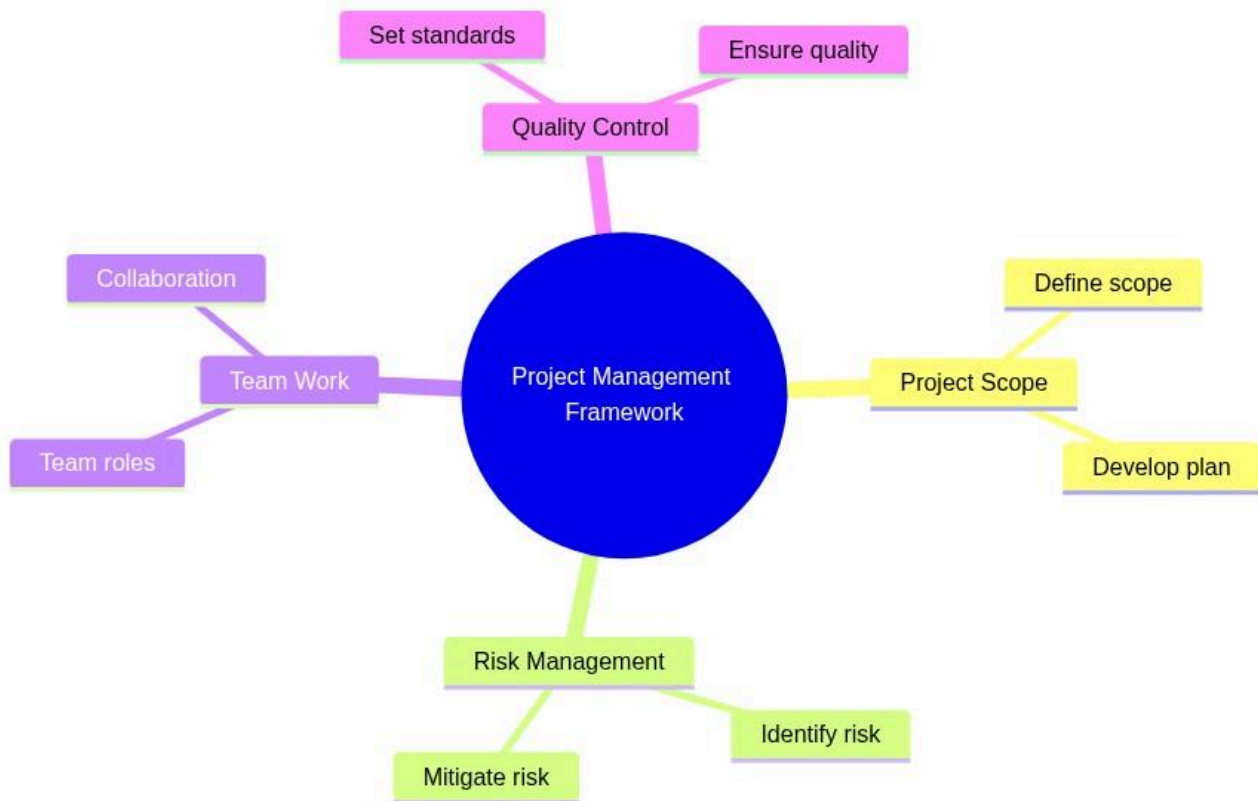 Set standards
Ensure quality
Quality Control
Collaboration
Team Work
Team roles
Project Management
Framework
Define scope
Project Scope
Develop plan
Risk Management
Identify risk
Mitigate risk